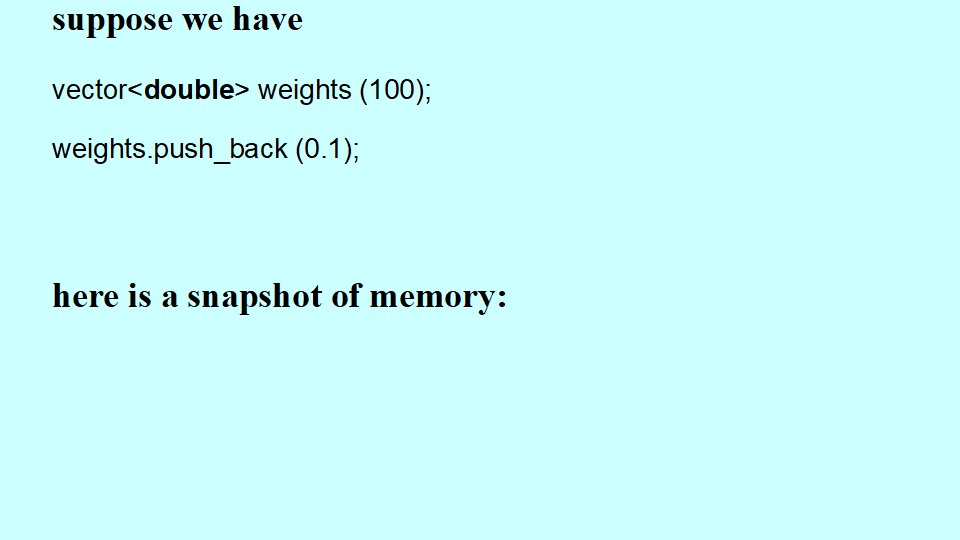 suppose we have
vector<double> weights (100);
weights.push_back (0.1);
here is a snapshot of memory: